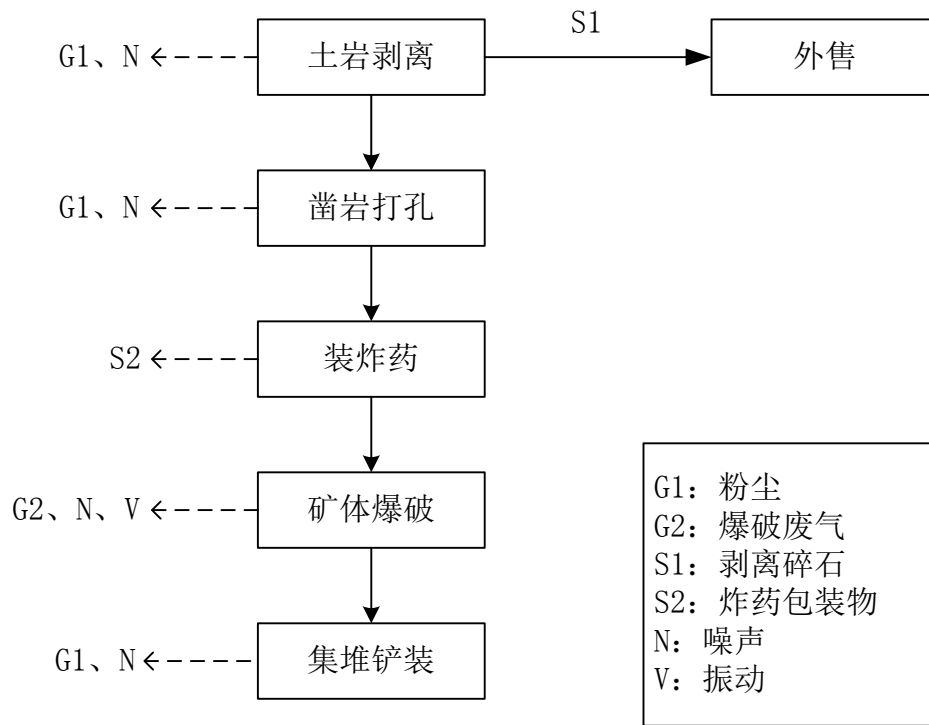 S1
G1、N
土岩剥离
外售
G1、N
凿岩打孔
S2
装炸药
G2、N、V
矿体爆破
G1、N
集堆铲装
G1：粉尘
G2：爆破废气
S1：剥离碎石
S2：炸药包装物
N：噪声
V：振动